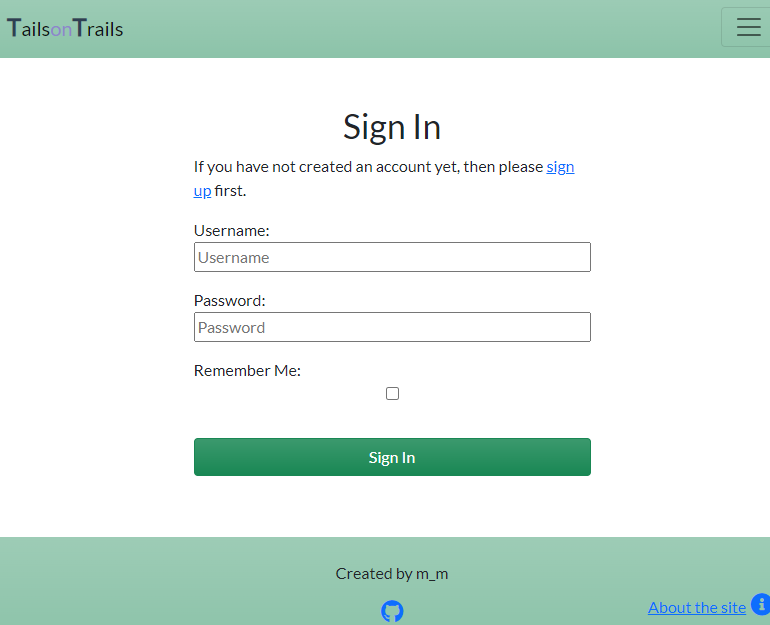 TailsonTrails
Sign In
If you have not created an account yet, then please sign
up first.
Username:
Username
Password:
Password
Remember Me:
Sign In
Created by m_m
About the site